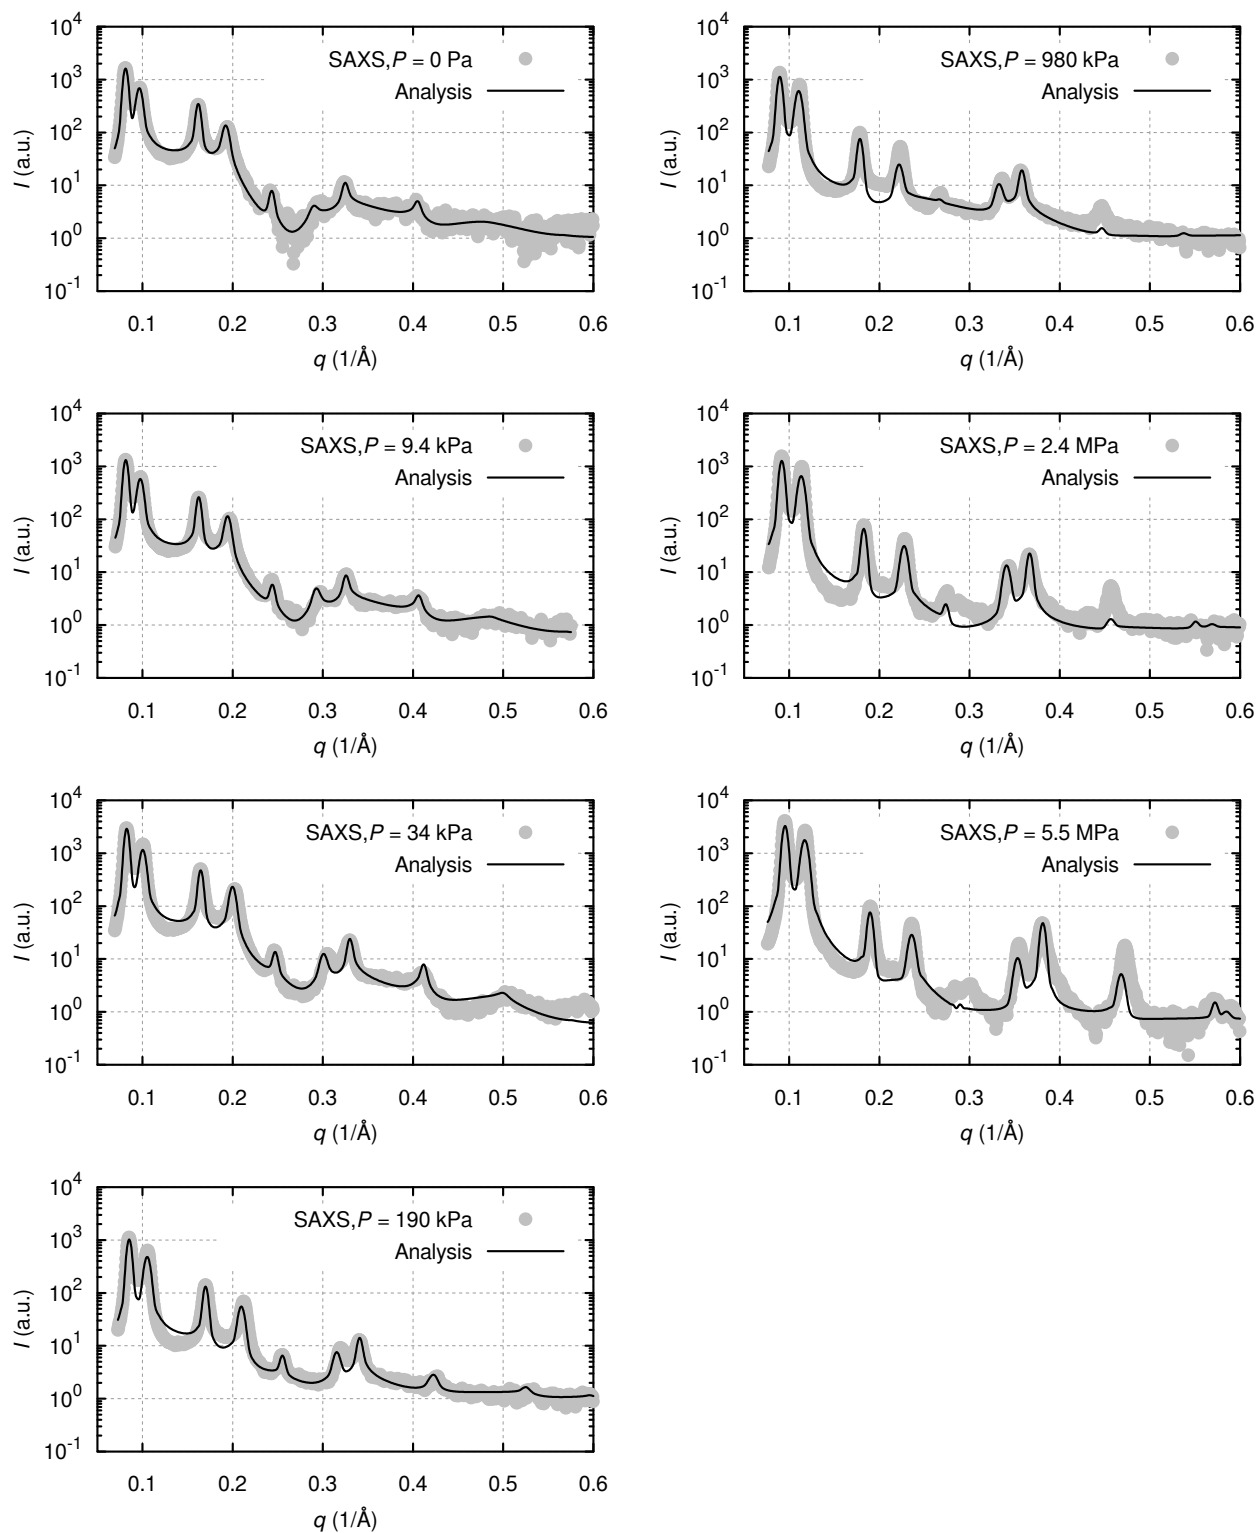 10^4
10^3
10^2
10^1
10^0
10^-1
I (a.u.)
SAXS,P = 0 Pa
Analysis
0.1 0.2 0.3 0.4 0.5 0.6
q (1/Å)
10^4
10^3
10^2
10^1
10^0
10^-1
I (a.u.)
SAXS,P = 980 kPa
Analysis
0.1 0.2 0.3 0.4 0.5 0.6
q (1/Å)
10^4
10^3
10^2
10^1
10^0
10^-1
I (a.u.)
SAXS,P = 9.4 kPa
Analysis
0.1 0.2 0.3 0.4 0.5 0.6
q (1/Å)
10^4
10^3
10^2
10^1
10^0
10^-1
I (a.u.)
SAXS,P = 2.4 MPa
Analysis
0.1 0.2 0.3 0.4 0.5 0.6
q (1/Å)
10^4
10^3
10^2
10^1
10^0
10^-1
I (a.u.)
SAXS,P = 34 kPa
Analysis
0.1 0.2 0.3 0.4 0.5 0.6
q (1/Å)
10^4
10^3
10^2
10^1
10^0
10^-1
I (a.u.)
SAXS,P = 5.5 MPa
Analysis
0.1 0.2 0.3 0.4 0.5 0.6
q (1/Å)
10^4
10^3
10^2
10^1
10^0
10^-1
I (a.u.)
SAXS,P = 190 kPa
Analysis
0.1 0.2 0.3 0.4 0.5 0.6
q (1/Å)